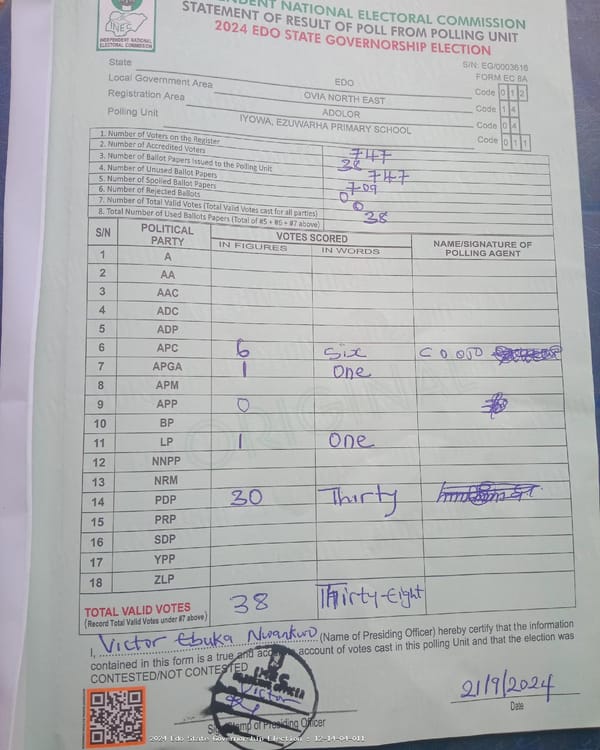 INDEPENDENT NATIONAL ELECTORAL COMMISSION
STATEMENT OF RESULT OF POLL FROM POLLING UNIT
2024 EDO STATE GOVERNORSHIP ELECTION
INEC
INDEPENDENT NATIONAL
ELECTORAL COMMISSION
S/N: EG/0003616
FORM EC 8A
State EDO Code 0 1 2
Local Government Area OVIA NORTH EAST Code 1 4
Registration Area ADOLOR Code 0 4
Polling Unit IYOWA, EZUWARHA PRIMARY SCHOOL Code 0 1 1
1. Number of Voters on the Register 747
2. Number of Accredited Voters 38
3. Number of Ballot Papers Issued to the Polling Unit 747
4. Number of Unused Ballot Papers 709
5. Number of Spoiled Ballot Papers 0
6. Number of Rejected Ballots 0
7. Number of Total Valid Votes (Total Valid Votes cast for all parties) 38
8. Total Number of Used Ballots Papers (Total of #5 + #6 + #7 above)
S/N POLITICAL PARTY VOTES SCORED NAME/SIGNATURE OF POLLING AGENT
IN FIGURES IN WORDS
1 A
2 AA
3 AAC
4 ADC
5 ADP
6 APC 6 Six
7 APGA 1 One
8 APM
9 APP 0
10 BP
11 LP 1 One
12 NNPP
13 NRM
14 PDP 30 Thirty
15 PRP
16 SDP
17 YPP
18 ZLP
ORIGINAL
TOTAL VALID VOTES 38 Thirty-Eight
(Record Total Valid Votes under #7 above)
I, Victor Ebuka Nwankwo (Name of Presiding Officer) hereby certify that the information
contained in this form is a true and account of votes cast in this polling Unit and that the election was
CONTESTED/NOT CONTESTED
INEC
Victor
21/9/2024
Stamp of Presiding Officer
Date
2024 Edo State Governorship Election : 12-14-04-011